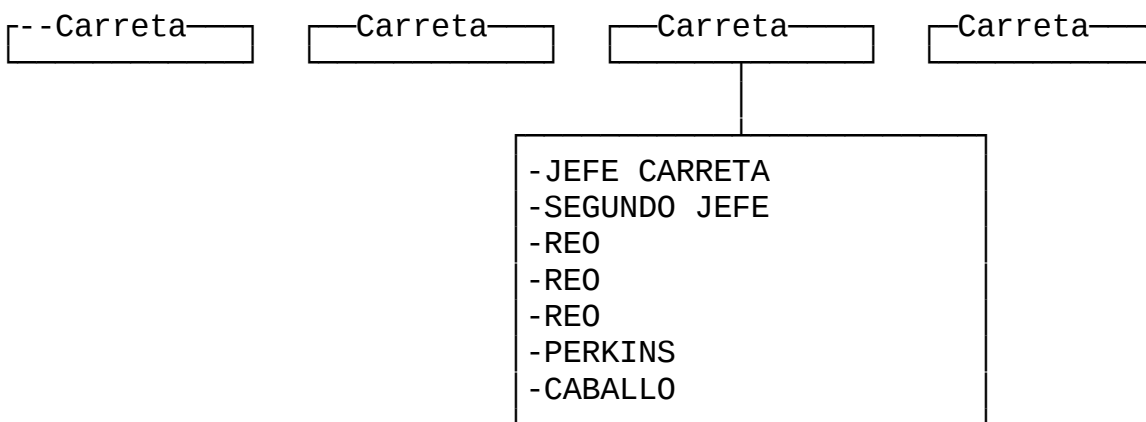 --Carreta Carreta Carreta Carreta
-JEFE CARRETA
-SEGUNDO JEFE
-REO
-REO
-REO
-PERKINS
-CABALLO